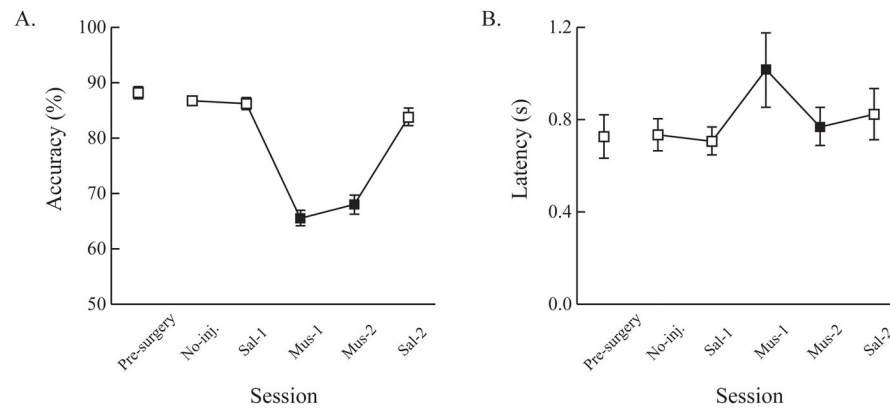 A.
100
90
80
70
60
50
Accuracy (%)
Pre-surgery
No-inj.
Sal-1
Mus-1
Mus-2
Sal-2
Session
B.
1.2
0.8
0.4
0.0
Latency (s)
Pre-surgery
No-inj.
Sal-1
Mus-1
Mus-2
Sal-2
Session